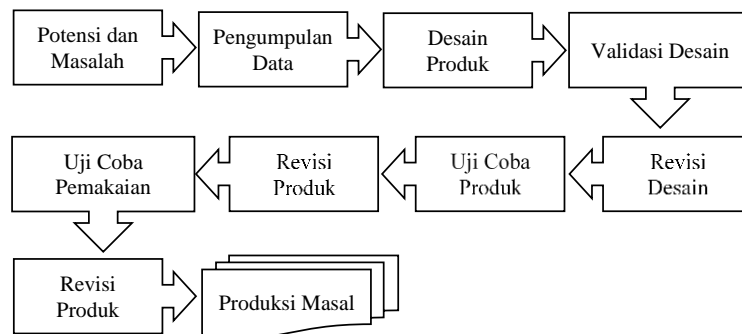 Potensi dan
Masalah
Pengumpulan
Data
Desain
Produk
Validasi Desain
Revisi
Desain
Uji Coba
Produk
Revisi
Produk
Uji Coba
Pemakaian
Revisi
Produk
Produksi Masal